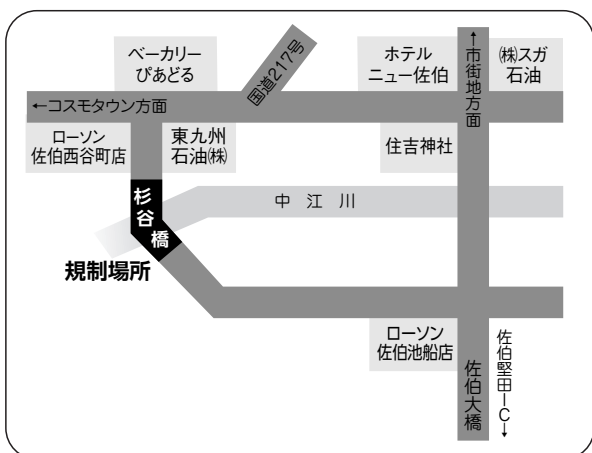 ベーカリー
ぴあどる
国道217号
ホテル
ニュー佐伯
↑市街地方面
㈱スガ
石油
←コスモタウン方面
ローソン
佐伯西谷町店
東九州
石油㈱
住吉神社
杉谷橋
中江川
規制場所
ローソン
佐伯池船店
佐伯大橋
佐伯堅田IC↓